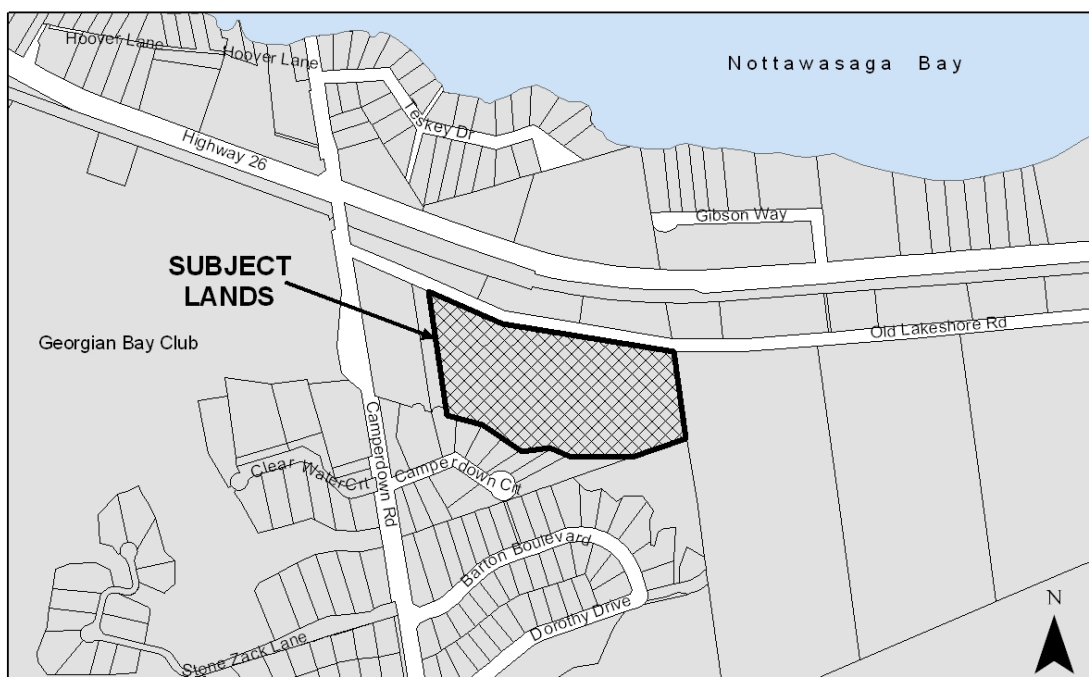 Hoover Lane
Hoover Lane
Nottawasaga Bay
Teskey Dr
Highway 26
Gibson Way
SUBJECT
LANDS
Old Lakeshore Rd
Georgian Bay Club
Camperdown Rd
Clear Water Crt
Camperdown Crt
Barton Boulevard
Dorothy Drive
Stone Zack Lane
N